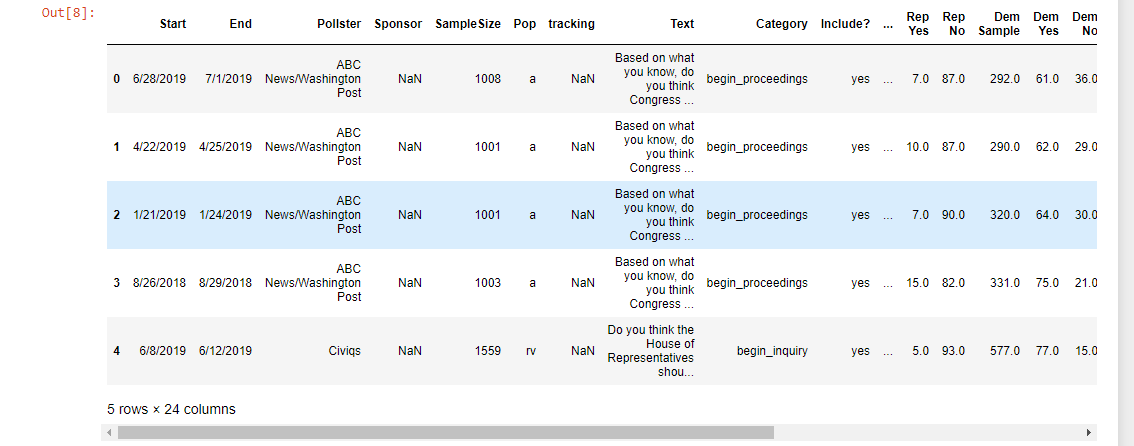 Out[8]:
Start End Pollster Sponsor SampleSize Pop tracking Text Category Include? ... Rep Yes Rep No Dem Sample Dem Yes Dem No
0 6/28/2019 7/1/2019 ABC News/Washington Post NaN 1008 a NaN Based on what you know, do you think Congress ... begin_proceedings yes ... 7.0 87.0 292.0 61.0 36.0
1 4/22/2019 4/25/2019 ABC News/Washington Post NaN 1001 a NaN Based on what you know, do you think Congress ... begin_proceedings yes ... 10.0 87.0 290.0 62.0 29.0
2 1/21/2019 1/24/2019 ABC News/Washington Post NaN 1001 a NaN Based on what you know, do you think Congress ... begin_proceedings yes ... 7.0 90.0 320.0 64.0 30.0
3 8/26/2018 8/29/2018 ABC News/Washington Post NaN 1003 a NaN Based on what you know, do you think Congress ... begin_proceedings yes ... 15.0 82.0 331.0 75.0 21.0
4 6/8/2019 6/12/2019 Civiqs NaN 1559 rv NaN Do you think the House of Representatives shou... begin_inquiry yes ... 5.0 93.0 577.0 77.0 15.0
5 rows × 24 columns